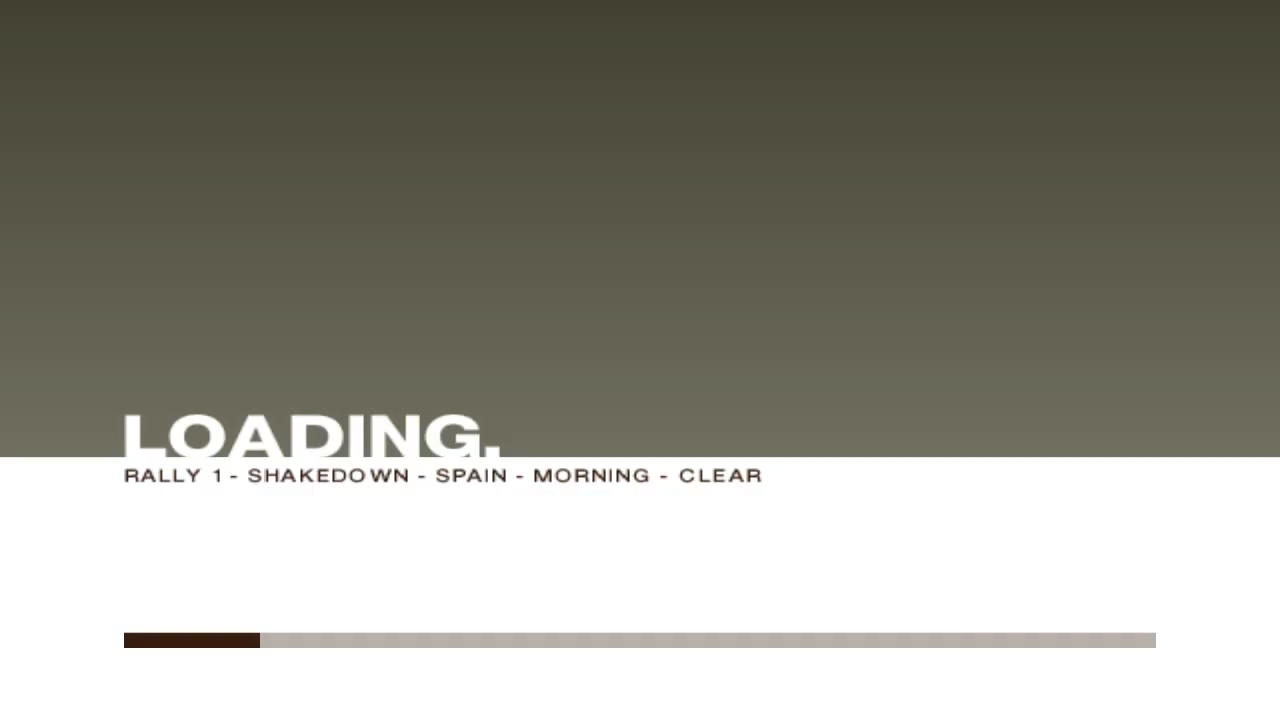 LOADING.
RALLY 1 - SHAKEDOWN - SPAIN - MORNING - CLEAR